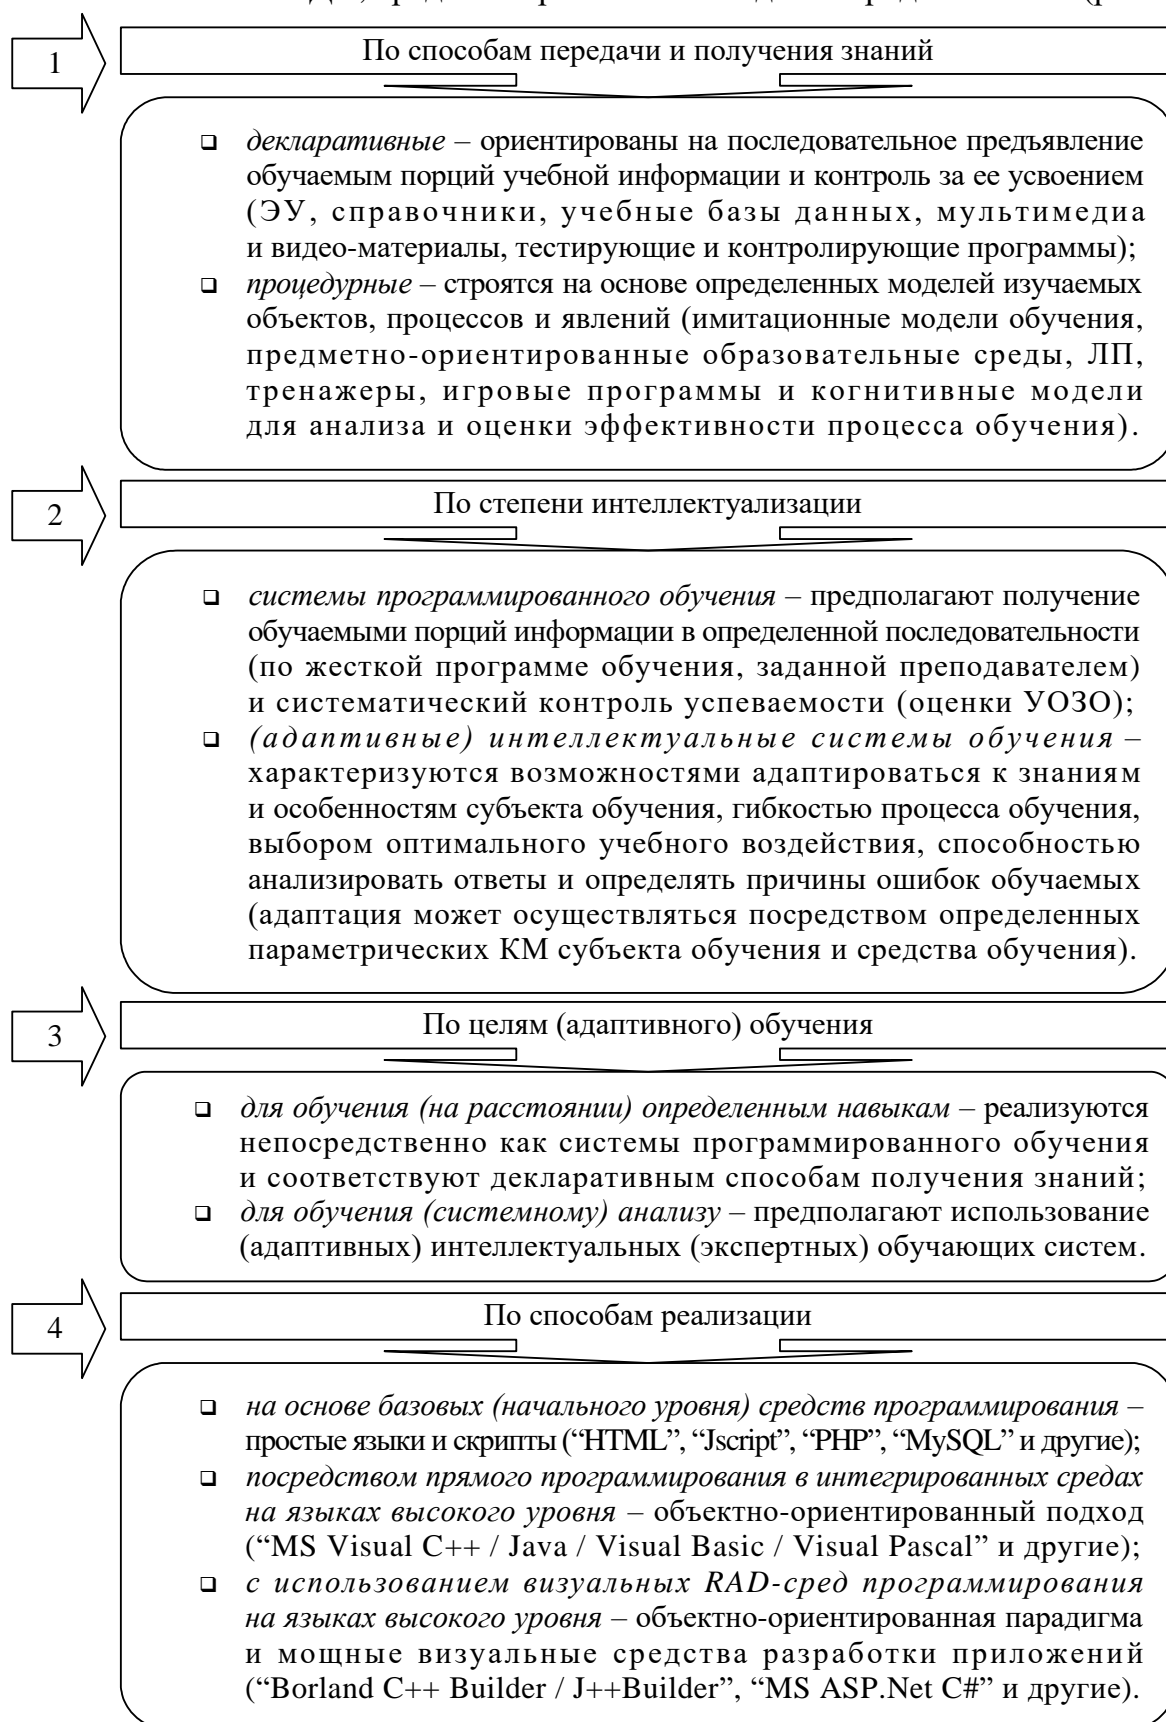 1
По способам передачи и получения знаний
❑ декларативные – ориентированы на последовательное предъявление
обучаемым порций учебной информации и контроль за ее усвоением
(ЭУ, справочники, учебные базы данных, мультимедиа
и видео-материалы, тестирующие и контролирующие программы);
❑ процедурные – строятся на основе определенных моделей изучаемых
объектов, процессов и явлений (имитационные модели обучения,
предметно-ориентированные образовательные среды, ЛП,
тренажеры, игровые программы и когнитивные модели
для анализа и оценки эффективности процесса обучения).
2
По степени интеллектуализации
❑ системы программированного обучения – предполагают получение
обучаемыми порций информации в определенной последовательности
(по жесткой программе обучения, заданной преподавателем)
и систематический контроль успеваемости (оценки УОЗО);
❑ (адаптивные) интеллектуальные системы обучения –
характеризуются возможностями адаптироваться к знаниям
и особенностям субъекта обучения, гибкостью процесса обучения,
выбором оптимального учебного воздействия, способностью
анализировать ответы и определять причины ошибок обучаемых
(адаптация может осуществляться посредством определенных
параметрических КМ субъекта обучения и средства обучения).
3
По целям (адаптивного) обучения
❑ для обучения (на расстоянии) определенным навыкам – реализуются
непосредственно как системы программированного обучения
и соответствуют декларативным способам получения знаний;
❑ для обучения (системному) анализу – предполагают использование
(адаптивных) интеллектуальных (экспертных) обучающих систем.
4
По способам реализации
❑ на основе базовых (начального уровня) средств программирования –
простые языки и скрипты (“HTML”, “Jscript”, “PHP”, “MySQL” и другие);
❑ посредством прямого программирования в интегрированных средах
на языках высокого уровня – объектно-ориентированный подход
(“MS Visual C++ / Java / Visual Basic / Visual Pascal” и другие);
❑ с использованием визуальных RAD-сред программирования
на языках высокого уровня – объектно-ориентированная парадигма
и мощные визуальные средства разработки приложений
(“Borland C++ Builder / J++Builder”, “MS ASP.Net C#” и другие).